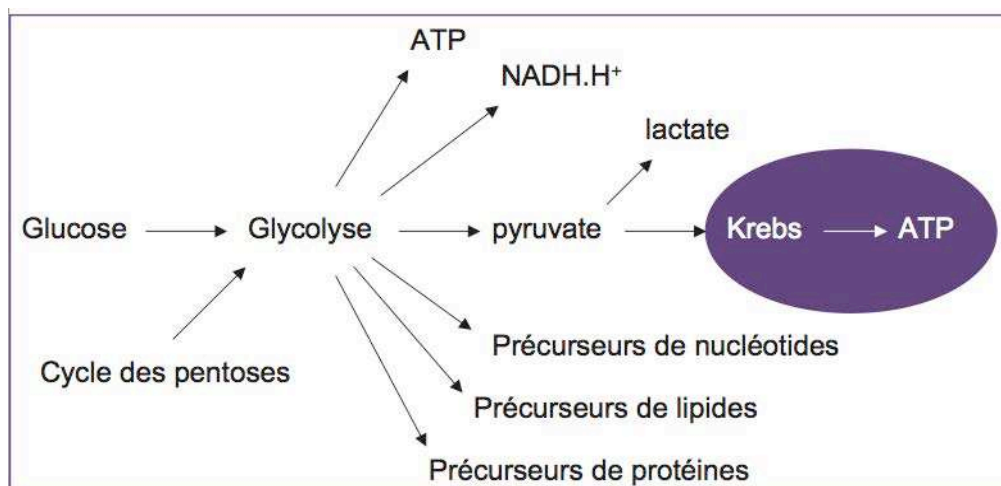 ATP
NADH.H⁺
lactate
Glucose
Glycolyse
pyruvate
Krebs
ATP
Précurseurs de nucléotides
Cycle des pentoses
Précurseurs de lipides
Précurseurs de protéines